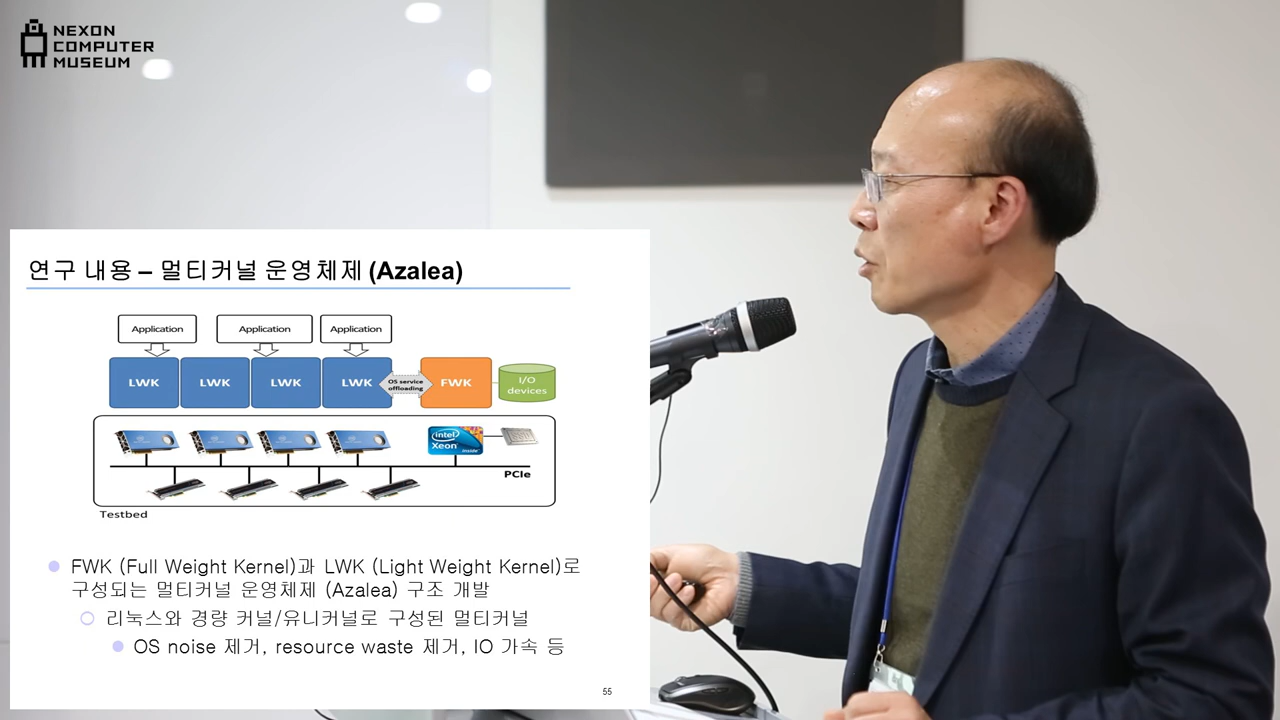 NEXON
COMPUTER
MUSEUM
연구 내용 – 멀티커널 운영체제 (Azalea)
Application
Application
Application
LWK
LWK
LWK
LWK
OS service
offloading
FWK
I/O
devices
intel
Xeon
inside
PCIe
Testbed
FWK (Full Weight Kernel)과 LWK (Light Weight Kernel)로
구성되는 멀티커널 운영체제 (Azalea) 구조 개발
리눅스와 경량 커널/유니커널로 구성된 멀티커널
OS noise 제거, resource waste 제거, IO 가속 등
55